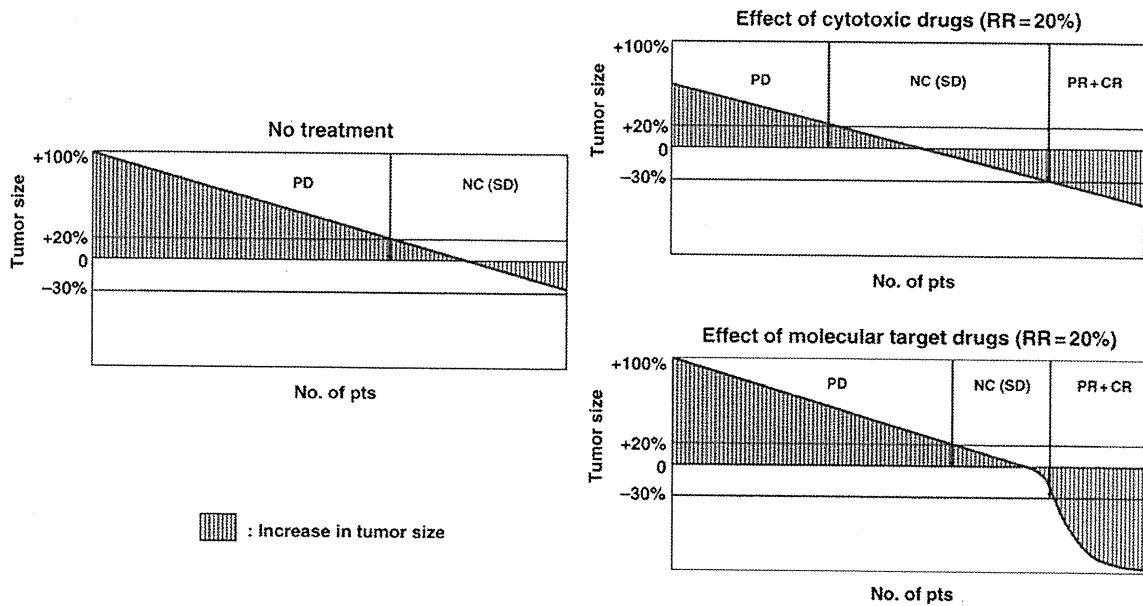 No treatment
Tumor size
+100%
+20%
0
−30%
PD
NC (SD)
No. of pts
: Increase in tumor size
Effect of cytotoxic drugs (RR = 20%)
Tumor size
+100%
+20%
0
−30%
PD
NC (SD)
PR + CR
No. of pts
Effect of molecular target drugs (RR = 20%)
Tumor size
+100%
+20%
0
−30%
PD
NC (SD)
PR + CR
No. of pts